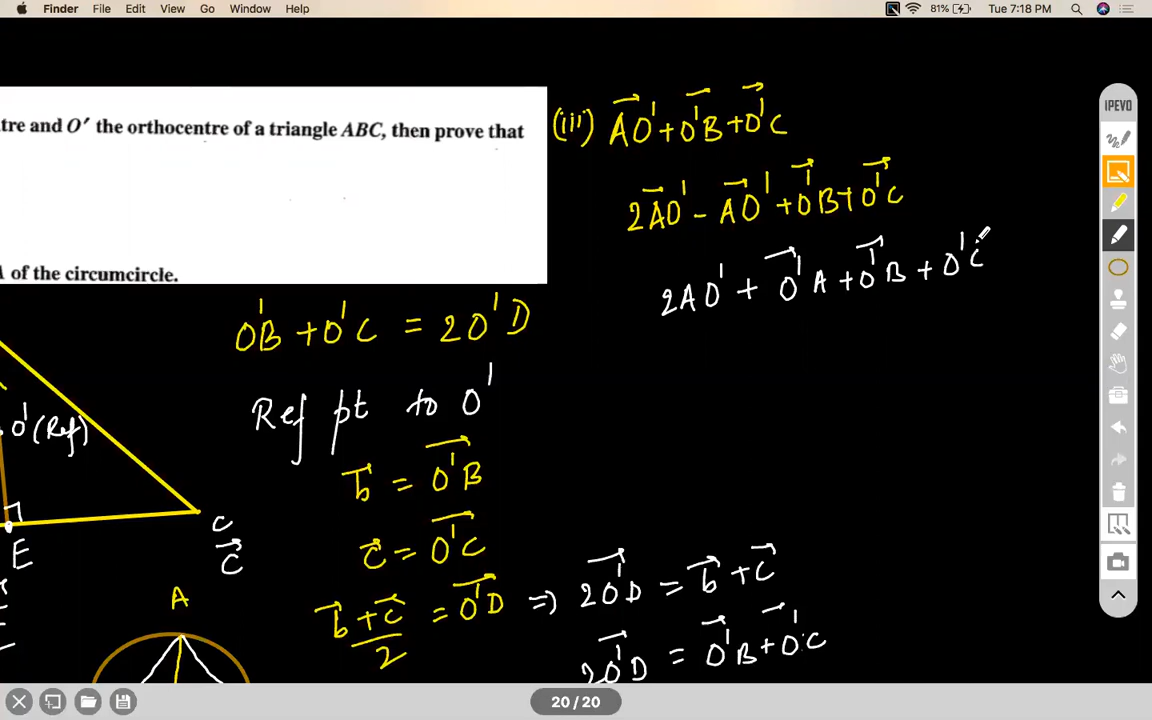 Finder File Edit View Go Window Help 81% Tue 7:18 PM
tre and O′ the orthocentre of a triangle ABC, then prove that
A of the circumcircle.
(iii) AO' + O'B + O'C
2AO' - AO' + O'B + O'C
2AO' + O'A + O'B + O'C
O'B + O'C = 2O'D
Ref pt to O'
b = O'B
c = O'C
b + c / 2 = O'D ⇒ 2O'D = b + c
2O'D = O'B + O'C
O'(Ref)
C
c
E
A
IPEVO
20 / 20